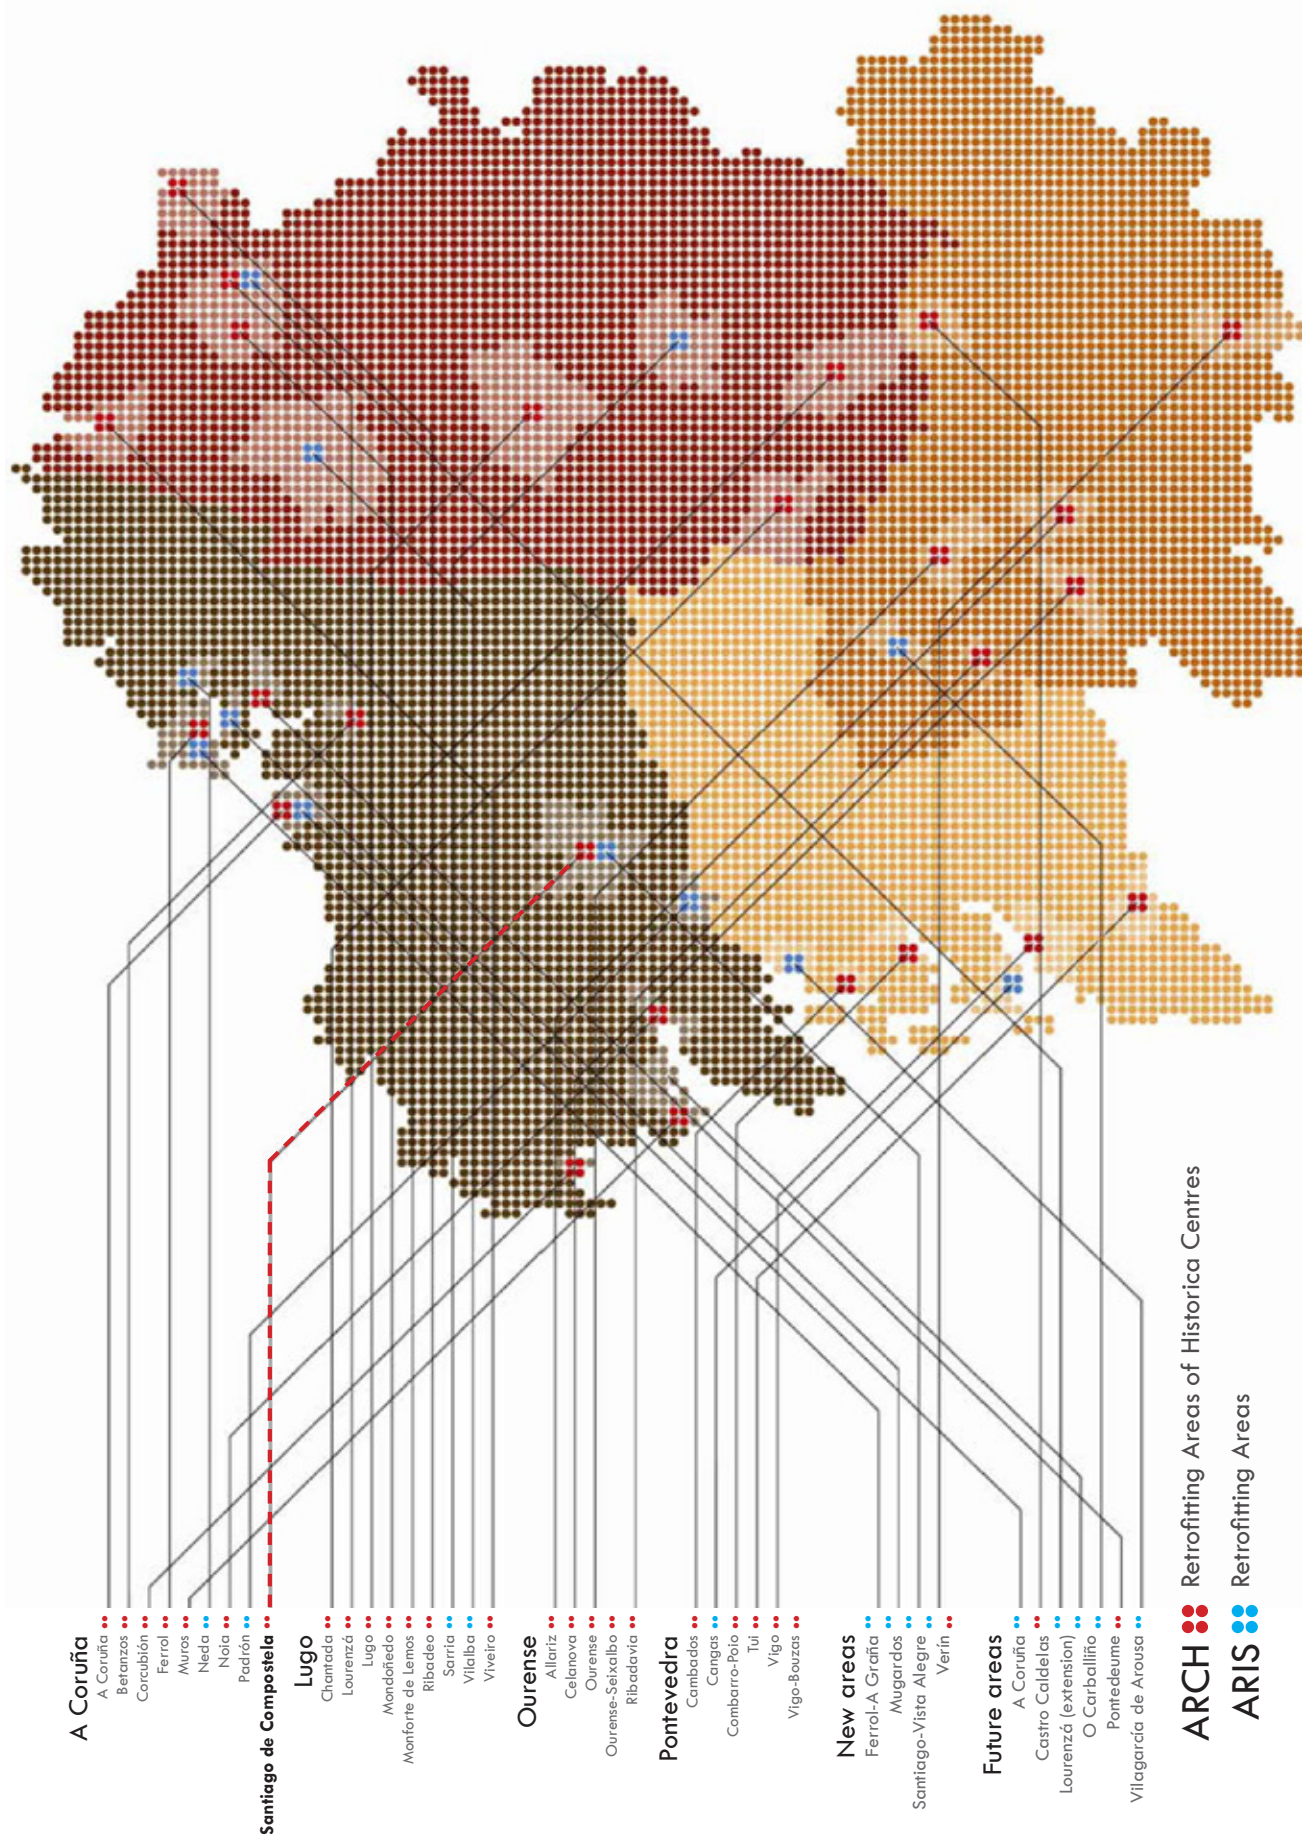 A Coruña
A Coruña
Betanzos
Corcubión
Ferrol
Muros
Neda
Noia
Padrón
Santiago de Compostela
Lugo
Chantada
Lourenzá
Lugo
Mondoñedo
Monforte de Lemos
Ribadeo
Sarria
Vilalba
Viveiro
Ourense
Allariz
Celanova
Ourense
Ourense-Seixalbo
Ribadavia
Pontevedra
Cambados
Cangas
Combarro-Poio
Tui
Vigo
Vigo-Bouzas
New areas
Ferrol-A Graña
Mugardos
Santiago-Vista Alegre
Verín
Future areas
A Coruña
Castro Caldelas
Lourenzá (extension)
O Carballiño
Pontedeume
Vilagarcía de Arousa
ARCH Retrofitting Areas of Historica Centres
ARIS Retrofitting Areas